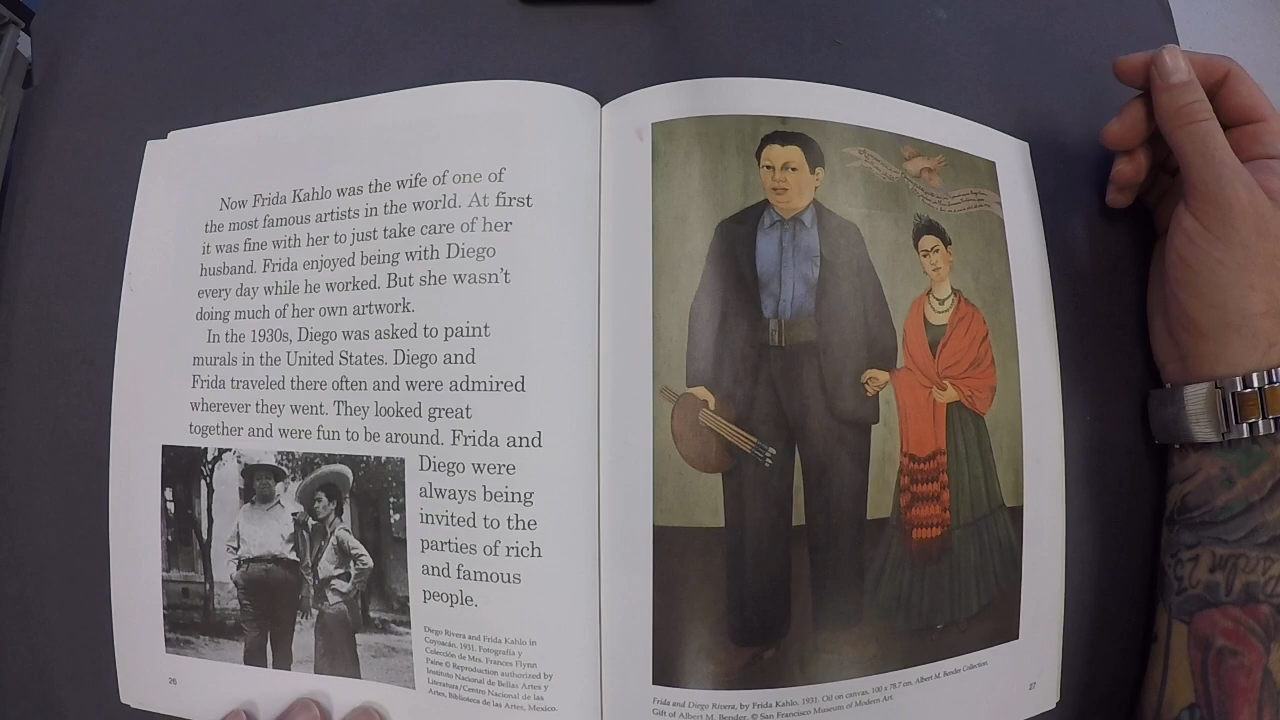 Now Frida Kahlo was the wife of one of
the most famous artists in the world. At first
it was fine with her to just take care of her
husband. Frida enjoyed being with Diego
every day while he worked. But she wasn't
doing much of her own artwork.
In the 1930s, Diego was asked to paint
murals in the United States. Diego and
Frida traveled there often and were admired
wherever they went. They looked great
together and were fun to be around. Frida and
Diego were
always being
invited to the
parties of rich
and famous
people.
Diego Rivera and Frida Kahlo in
Coyoacán. 1931. Fotografía y
Colección de Mrs. Frances Flynn
Paine © Reproduction authorized by
Instituto Nacional de Bellas Artes y
Literatura/Centro Nacional de las
Artes, Biblioteca de las Artes, Mexico.
26
Frida and Diego Rivera, by Frida Kahlo. 1931. Oil on canvas, 100 x 78.7 cm. Albert M. Bender Collection.
Gift of Albert M. Bender. © San Francisco Museum of Modern Art.
27